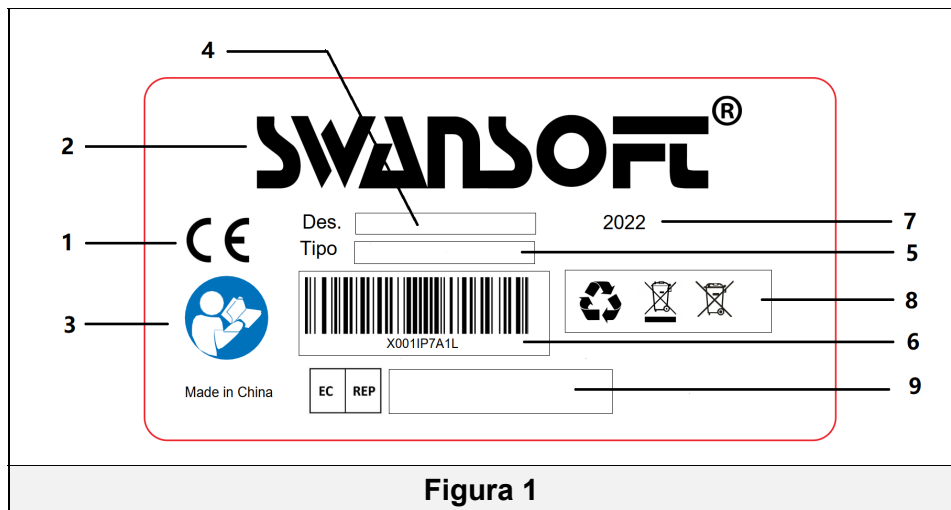 4
SWANSOFT®
2
Des.
2022
7
1
CE
Tipo
5
3
8
X001IP7A1L
6
Made in China
EC REP
9
Figura 1